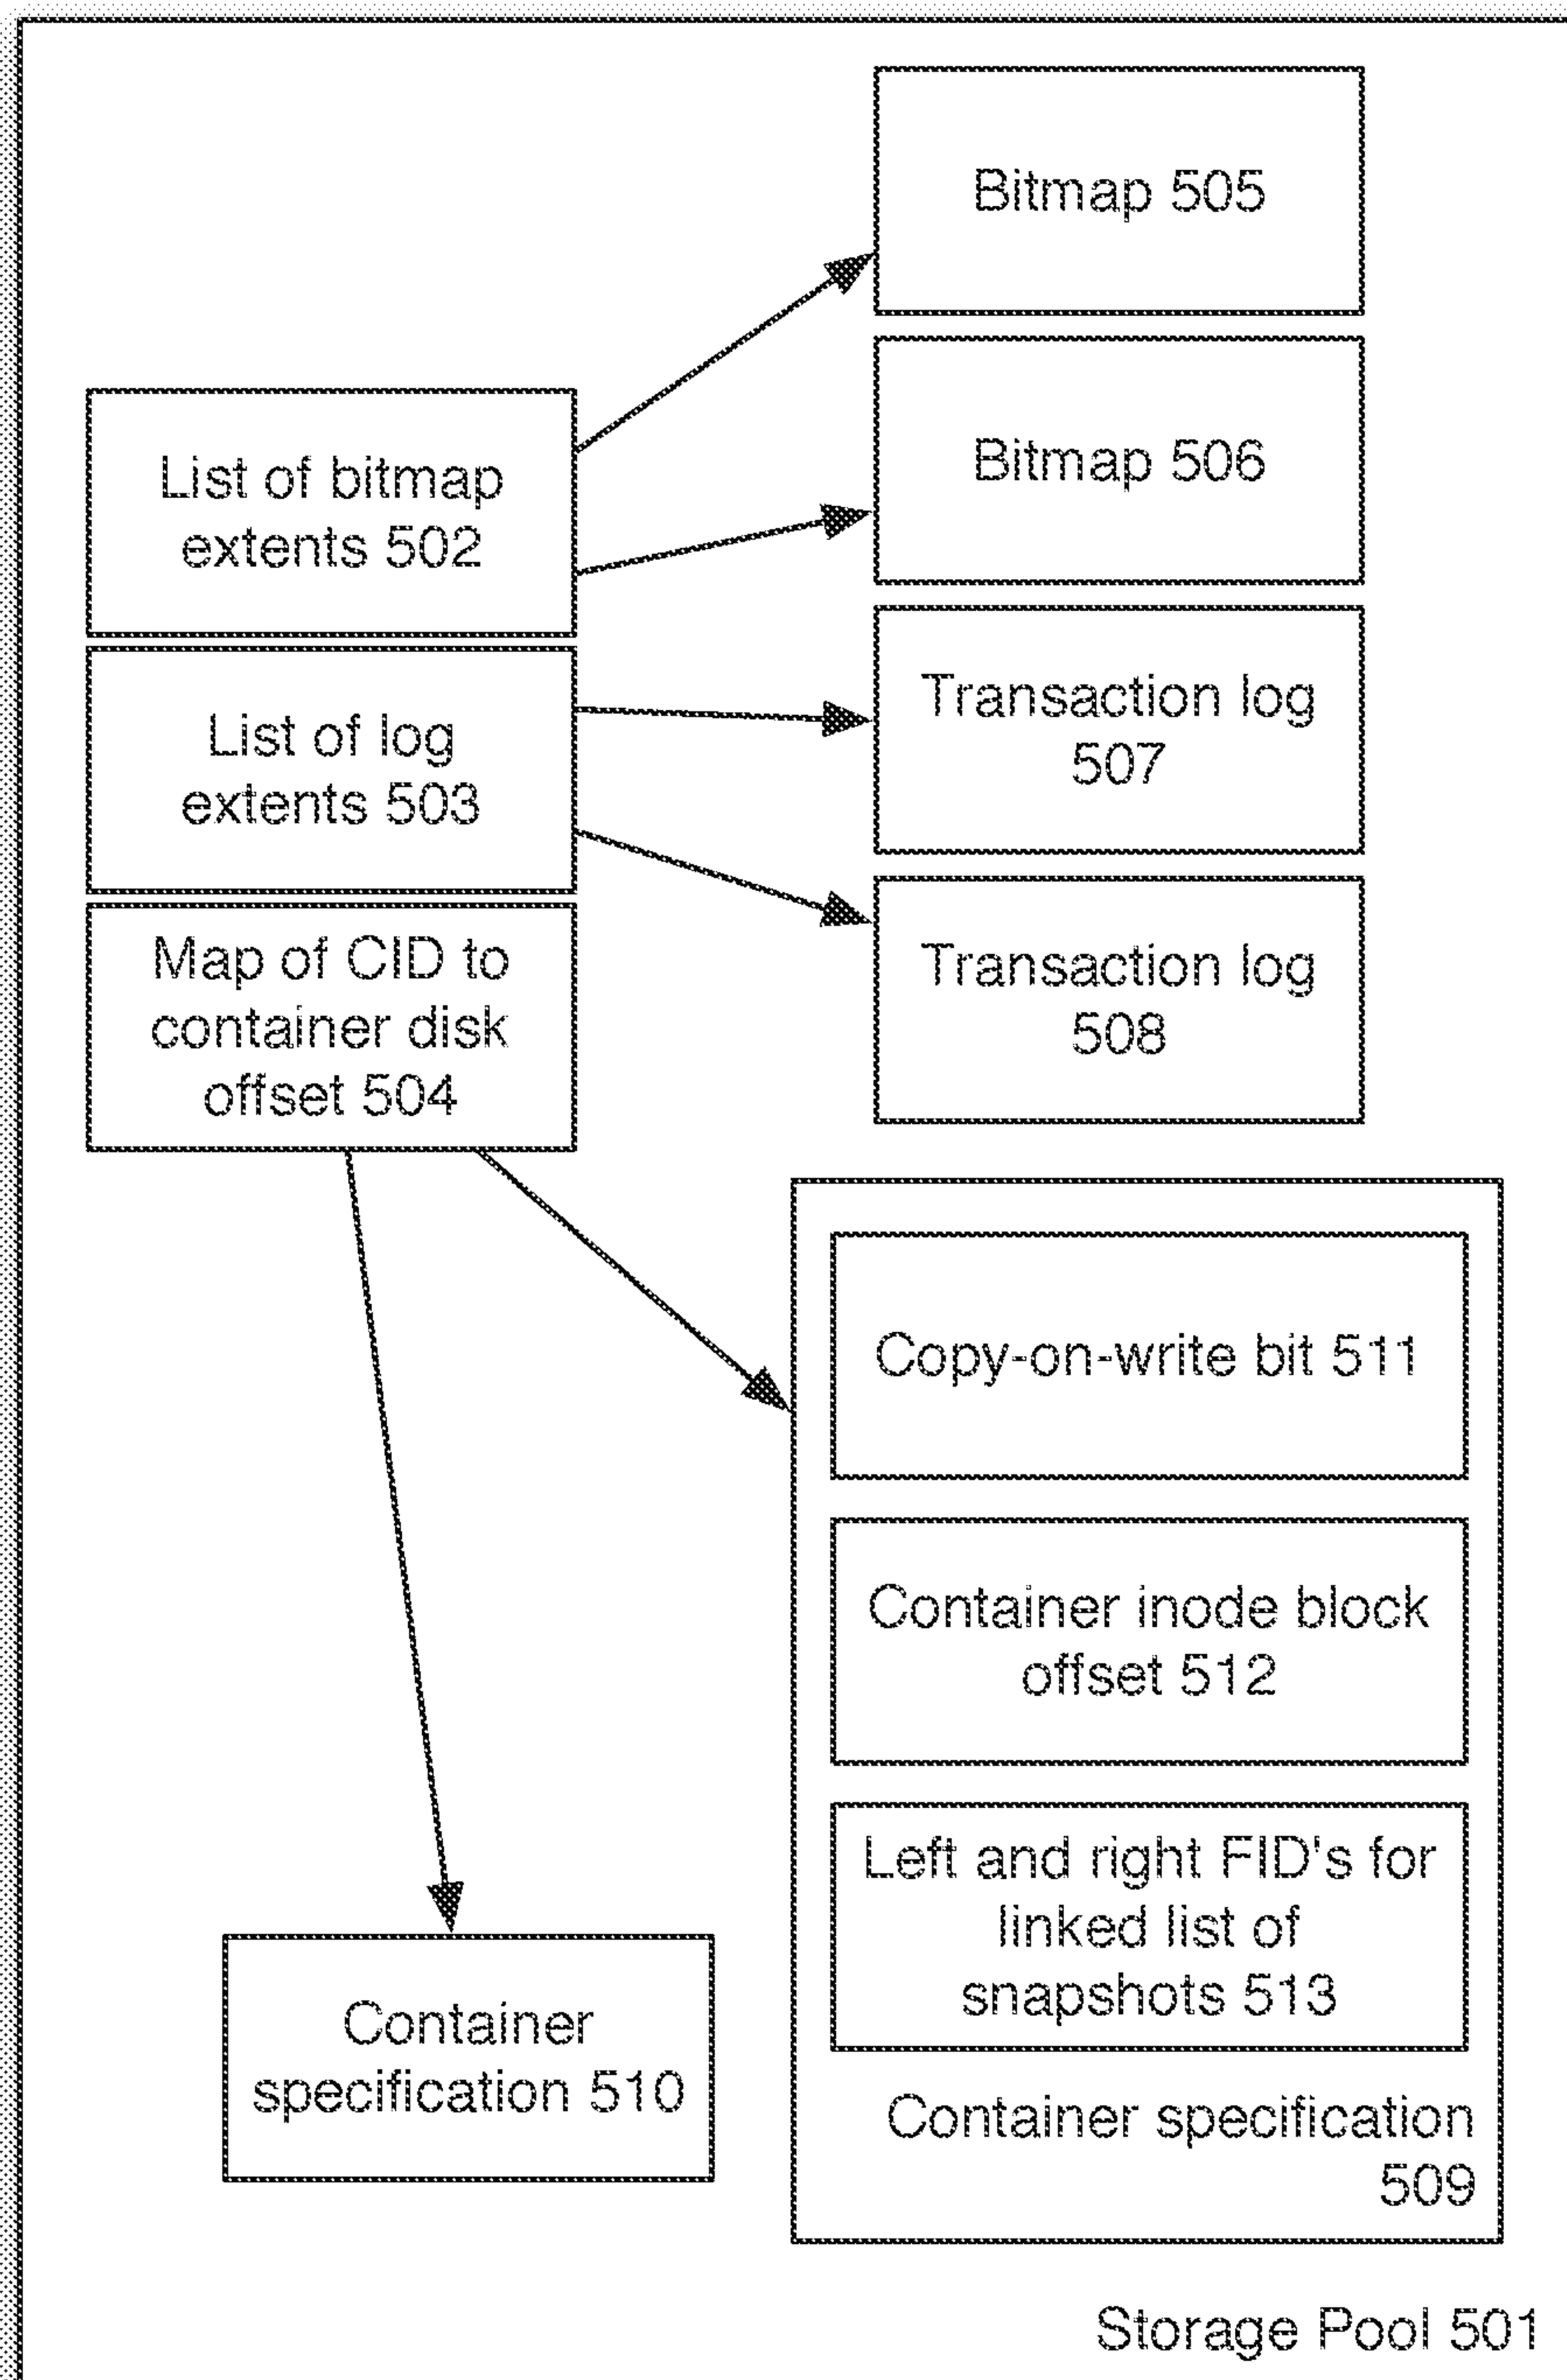 Bitmap 505
Bitmap 506
List of bitmap
extents 502
Transaction log
507
List of log
extents 503
Transaction log
508
Map of CID to
container disk
offset 504
Copy-on-write bit 511
Container inode block
offset 512
Left and right FID's for
linked list of
snapshots 513
Container specification
509
Container
specification 510
Storage Pool 501